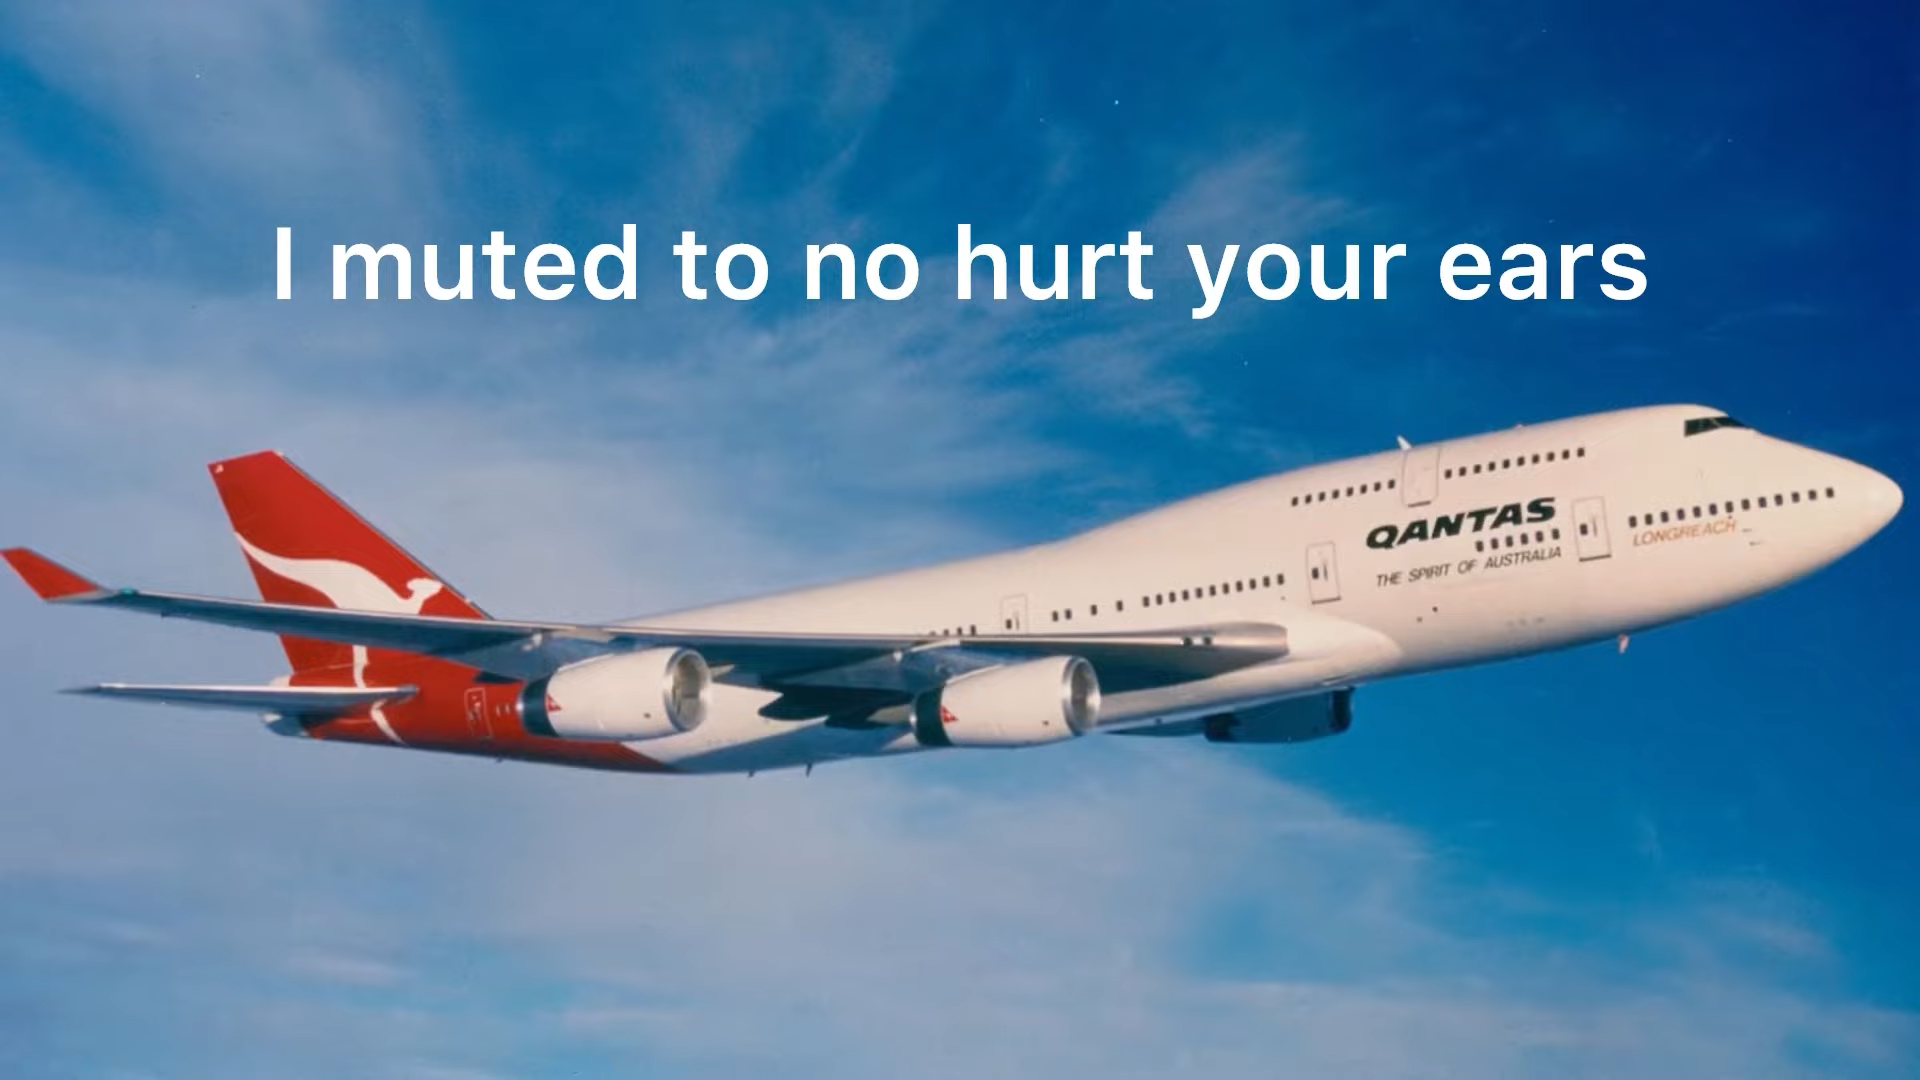 I muted to no hurt your ears
QANTAS
THE SPIRIT OF AUSTRALIA
LONGREACH